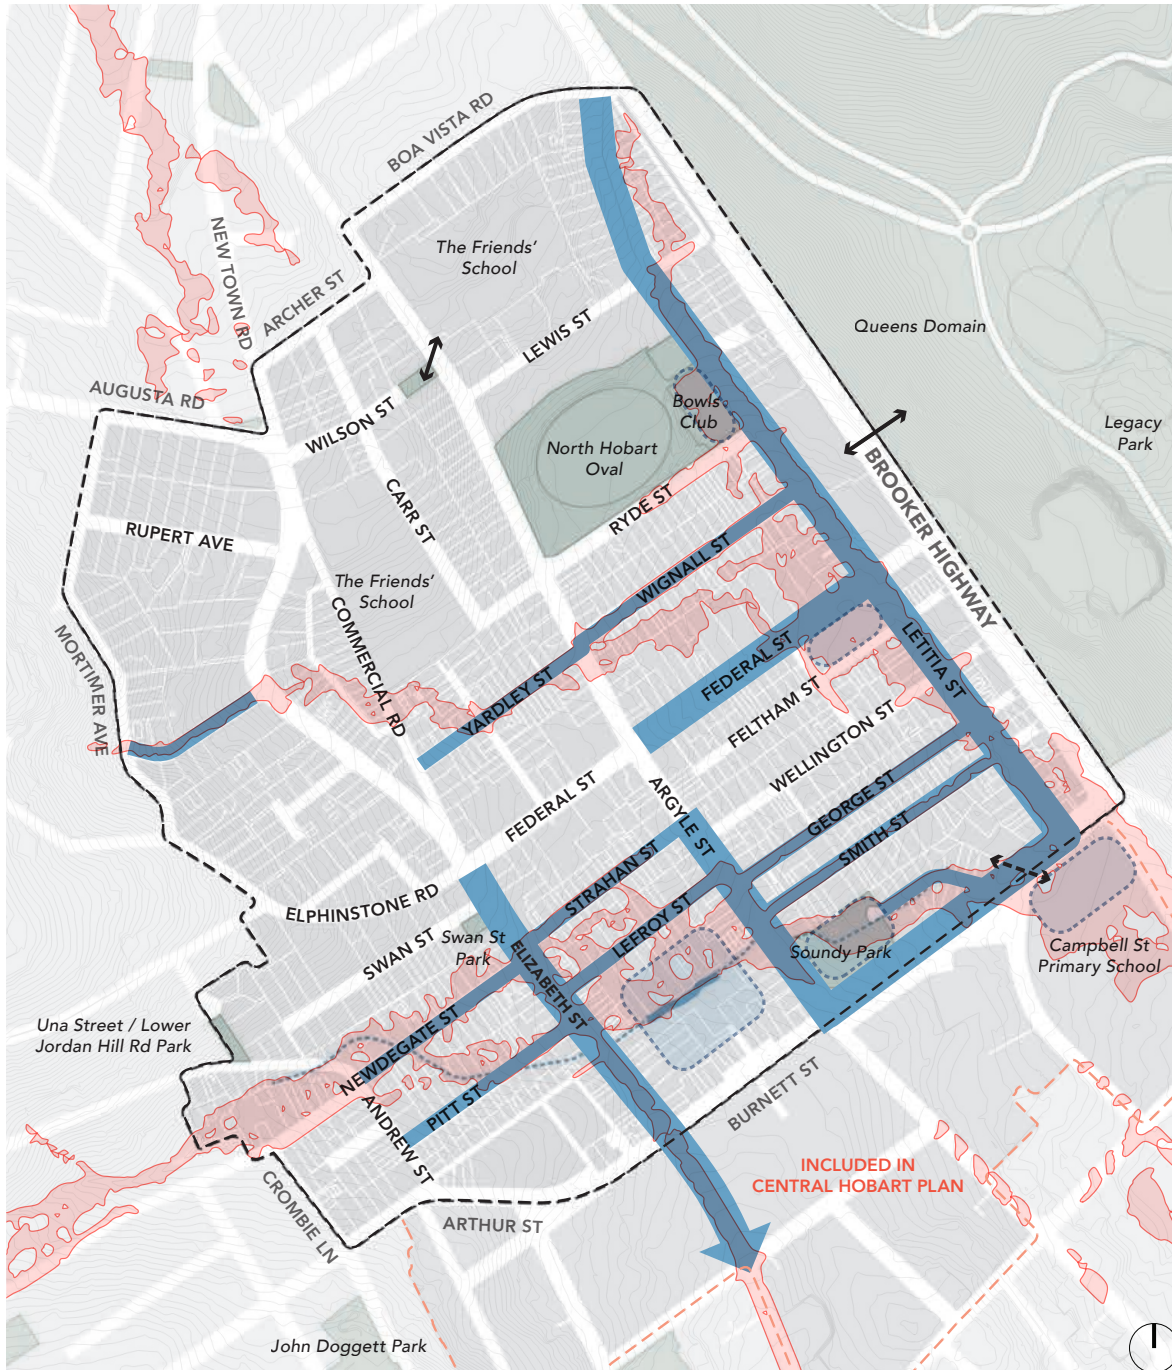 BOA VISTA RD
NEW TOWN RD
ARCHER ST
The Friends'
School
LEWIS ST
Queens Domain
AUGUSTA RD
WILSON ST
Bowls
Club
Legacy
Park
North Hobart
Oval
BROOKER HIGHWAY
CARR ST
RYDE ST
RUPERT AVE
WIGNALL ST
The Friends'
School
COMMERCIAL RD
MORTIMER AVE
LETITIA ST
FEDERAL ST
YARDLEY ST
FELTHAM ST
WELLINGTON ST
FEDERAL ST
ARGYLE ST
GEORGE ST
SMITH ST
STRAHAN ST
ELPHINSTONE RD
LEFROY ST
SWAN ST
Swan St
Park
ELIZABETH ST
Soundy Park
Campbell St
Primary School
Una Street / Lower
Jordan Hill Rd Park
NEWDEGATE ST
PITT ST
ANDREW ST
BURNETT ST
INCLUDED IN
CENTRAL HOBART PLAN
CROMBIE LN
ARTHUR ST
John Doggett Park